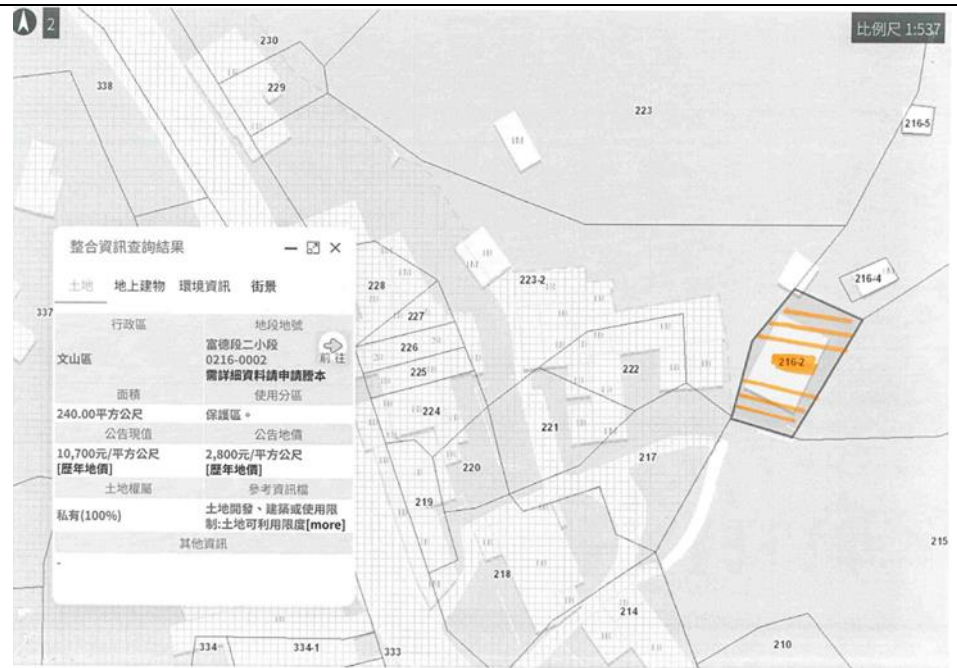 2
比例尺 1:537
230
338
229
223
216-5
整合資訊查詢結果
土地 地上建物 環境資訊 街景
行政區 地段地號
文山區
富德段二小段
0216-0002
需詳細資料請申請謄本
前往
面積 使用分區
240.00平方公尺 保護區。
公告現值 公告地價
10,700元/平方公尺 2,800元/平方公尺
[歷年地價] [歷年地價]
土地權屬 參考資訊檔
私有(100%)
土地開發、建築或使用限
制:土地可利用限度[more]
其他資訊
-
337
228
223-2
216-4
227
226
225
222
216-2
224
221
220
217
219
215
218
214
334-1
333
210